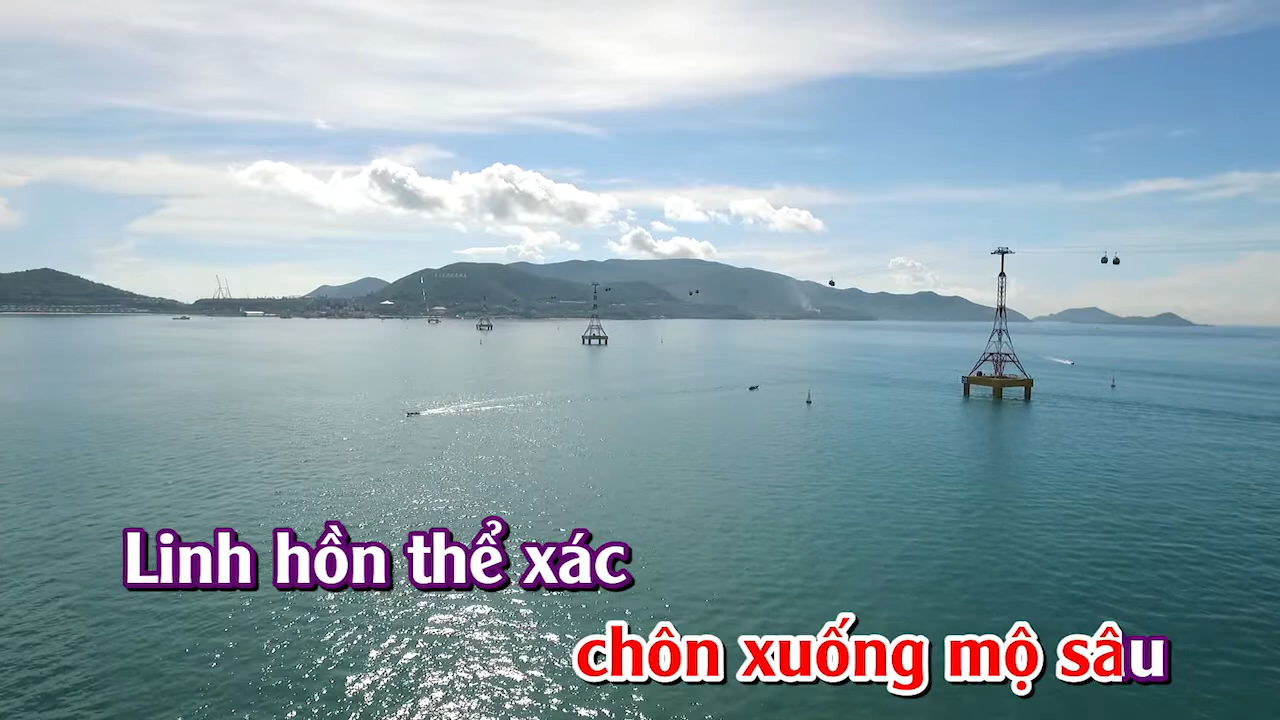 Linh hồn thể xác
chôn xuống mộ sâu